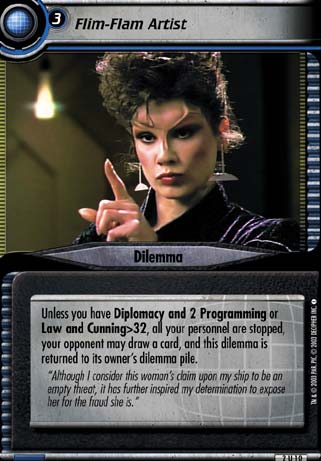 3
Flim-Flam Artist
Dilemma
Unless you have Diplomacy and 2 Programming or
Law and Cunning>32, all your personnel are stopped,
your opponent may draw a card, and this dilemma is
returned to its owner's dilemma pile.
"Although I consider this woman's claim upon my ship to be an
empty threat, it has further inspired my determination to expose
her for the fraud she is."
TM & © 2003 PAR. PIC. © 2003 DECIPHER INC.
2 U 10